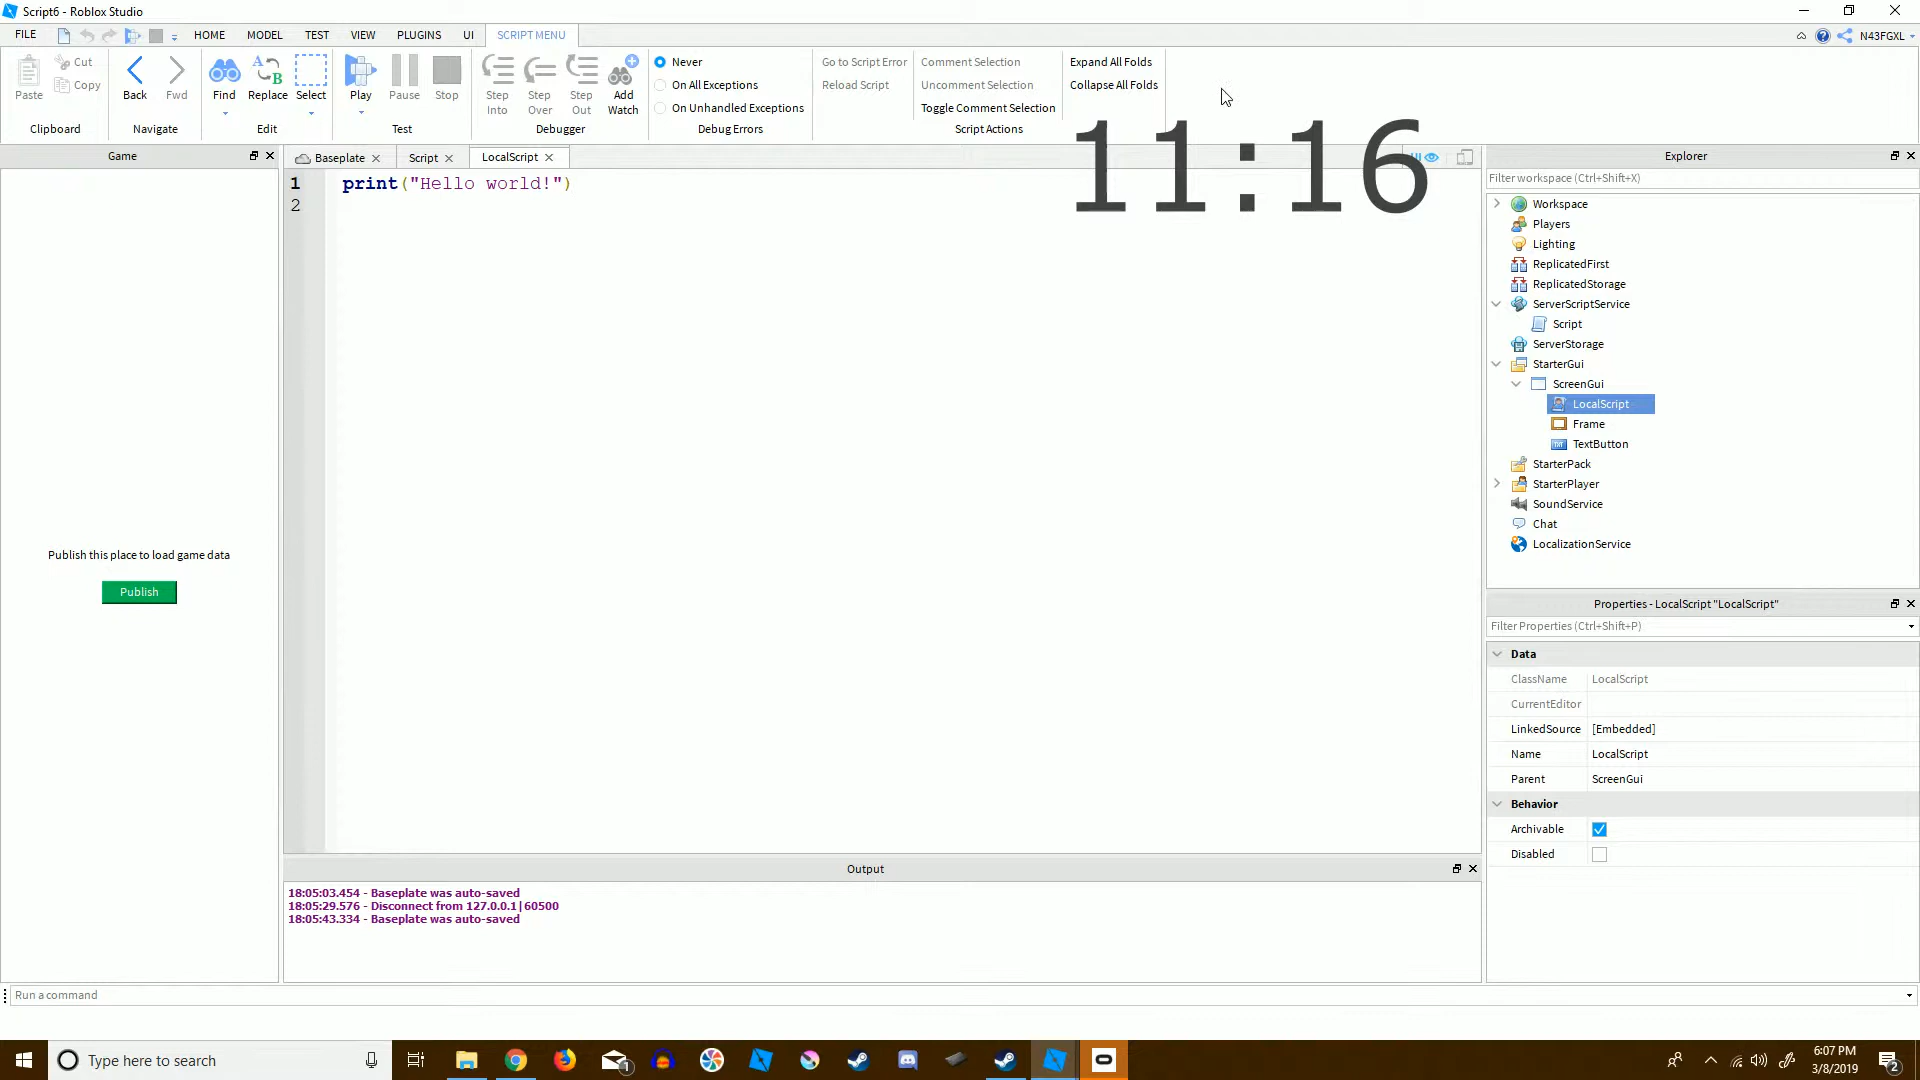 Script6 - Roblox Studio
FILE
HOME
MODEL
TEST
VIEW
PLUGINS
UI
SCRIPT MENU
N43FGXL
Paste
Cut
Copy
Clipboard
Back
Fwd
Navigate
Find
Replace
Select
Edit
Play
Pause
Stop
Test
Step Into
Step Over
Step Out
Add Watch
Debugger
Never
On All Exceptions
On Unhandled Exceptions
Debug Errors
Go to Script Error
Reload Script
Comment Selection
Uncomment Selection
Toggle Comment Selection
Script Actions
Expand All Folds
Collapse All Folds
11:16
Game
Publish this place to load game data
Publish
Baseplate
Script
LocalScript
UI
1 print("Hello world!")
2
Output
18:05:03.454 - Baseplate was auto-saved
18:05:29.576 - Disconnect from 127.0.0.1|60500
18:05:43.334 - Baseplate was auto-saved
Explorer
Filter workspace (Ctrl+Shift+X)
Workspace
Players
Lighting
ReplicatedFirst
ReplicatedStorage
ServerScriptService
Script
ServerStorage
StarterGui
ScreenGui
LocalScript
Frame
TextButton
StarterPack
StarterPlayer
SoundService
Chat
LocalizationService
Properties - LocalScript "LocalScript"
Filter Properties (Ctrl+Shift+P)
Data
ClassName LocalScript
CurrentEditor
LinkedSource [Embedded]
Name LocalScript
Parent ScreenGui
Behavior
Archivable
Disabled
Run a command
Type here to search
1
6:07 PM
3/8/2019
2